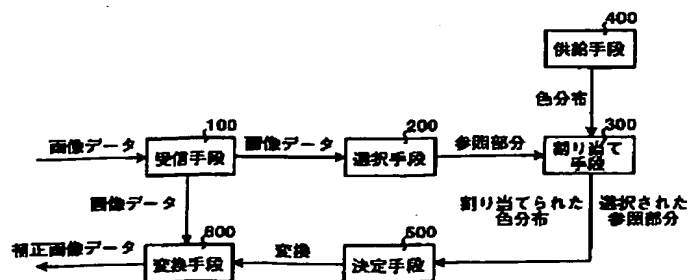 400
供給手段
色分布
100
200
300
画像データ
受信手段
画像データ
選択手段
参照部分
割り当て
手段
画像データ
割り当てられた
色分布
選択された
参照部分
800
500
補正画像データ
変換手段
変換
決定手段